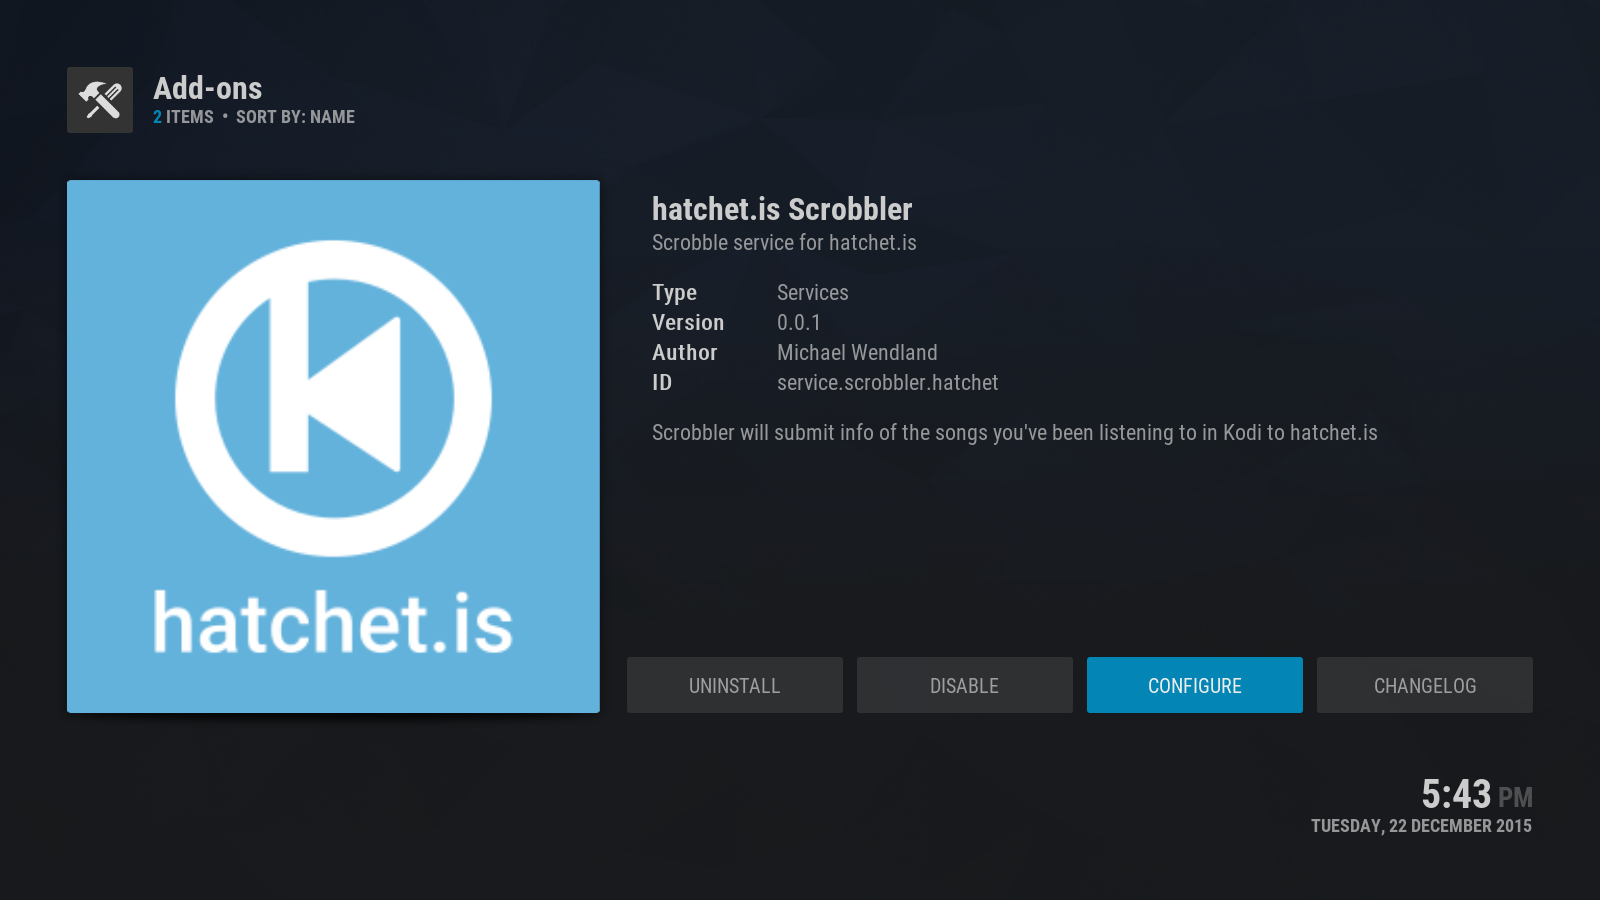 Add-ons
2 ITEMS • SORT BY: NAME
hatchet.is
hatchet.is Scrobbler
Scrobble service for hatchet.is
Type Services
Version 0.0.1
Author Michael Wendland
ID service.scrobbler.hatchet
Scrobbler will submit info of the songs you've been listening to in Kodi to hatchet.is
UNINSTALL DISABLE CONFIGURE CHANGELOG
5:43 PM
TUESDAY, 22 DECEMBER 2015